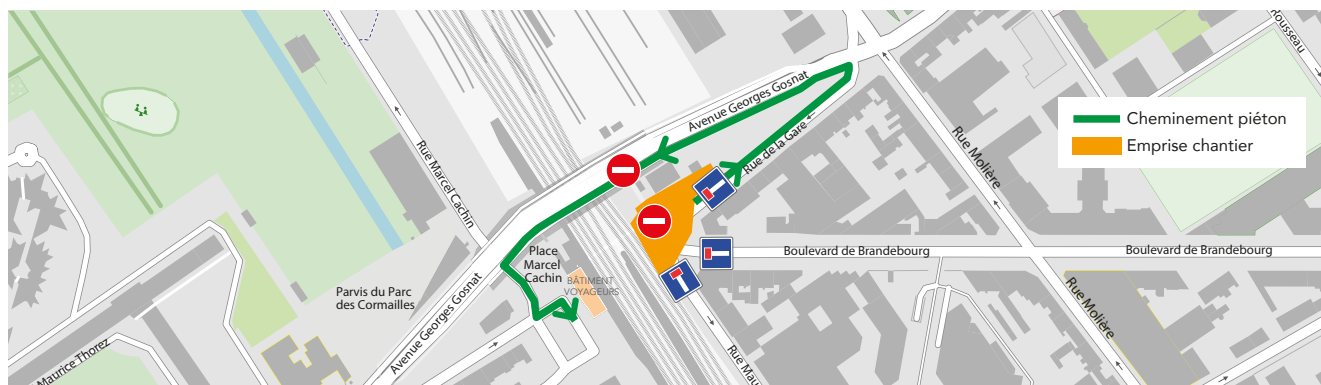 Rue Marcel Cachin
Avenue Georges Gosnat
Rue de la Gare
Rue Molière
Rousseau
Cheminement piéton
Emprise chantier
Place
Marcel
Cachin
BÂTIMENT
VOYAGEURS
Boulevard de Brandebourg
Boulevard de Brandebourg
Parvis du Parc
des Cormailles
Avenue Georges Gosnat
Rue Molière
Maurice Thorez
Rue Mau